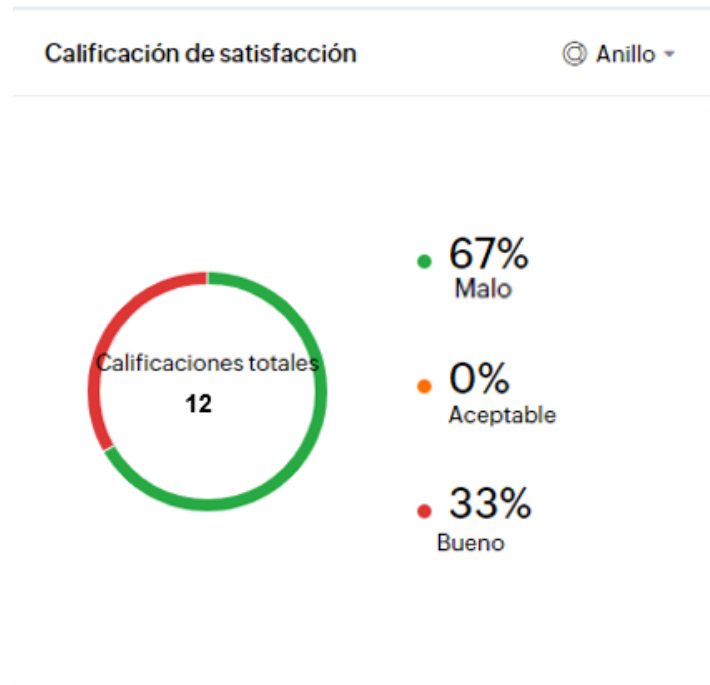 Calificación de satisfacción
Anillo
Calificaciones totales
12
67%
Malo
0%
Aceptable
33%
Bueno